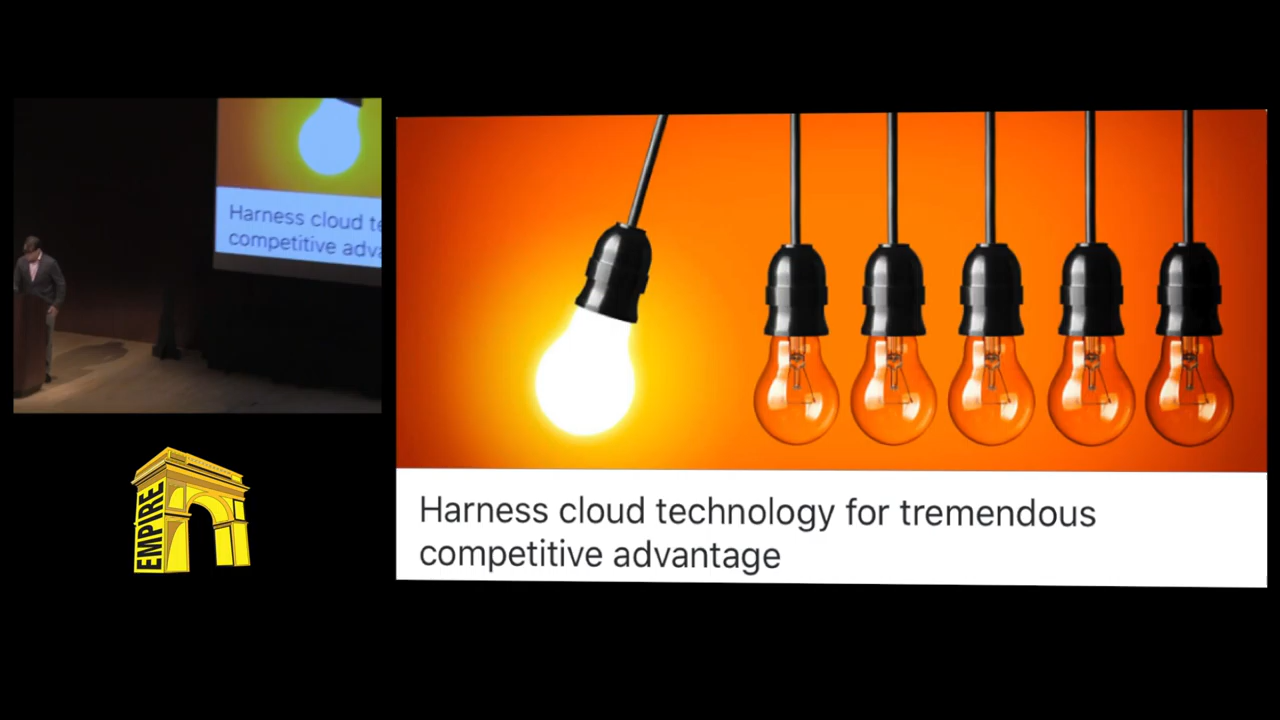 Harness cloud te
competitive adva
EMPIRE
Harness cloud technology for tremendous
competitive advantage